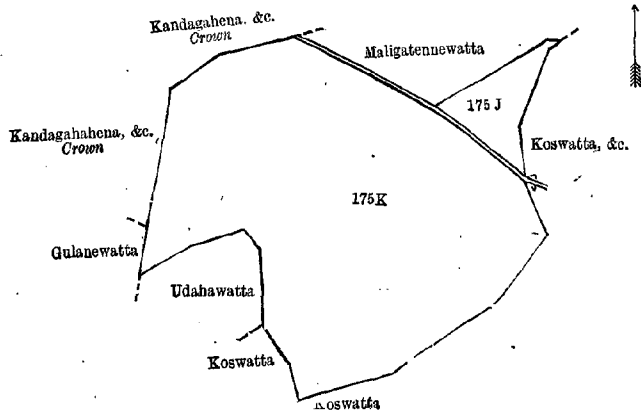 Kandagahena, &c.
Crown
Maligatennewatta
175 J
Kandagahahena, &c.
Crown
Koswatta, &c.
175K
Gulanewatta
Udahawatta
Koswatta
Koswatta